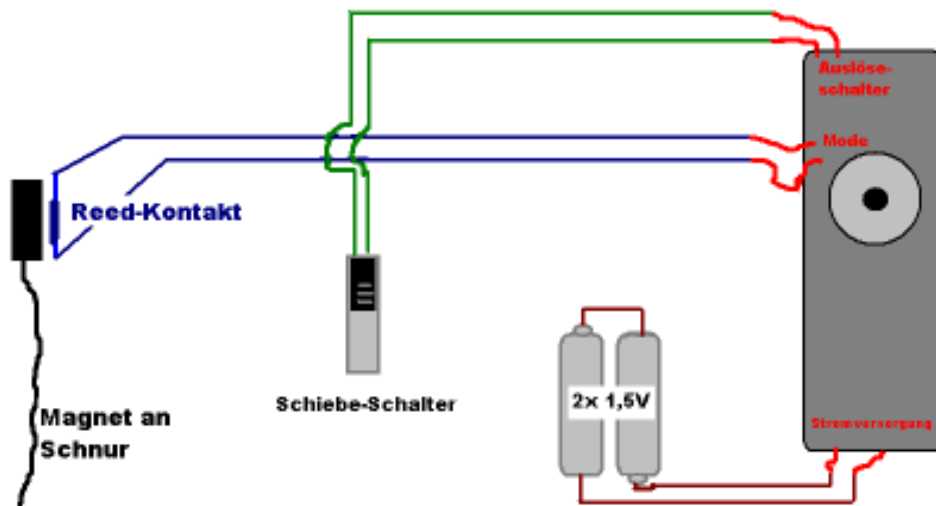 Auslöse-
schalter
Mode
Reed-Kontakt
2x 1,5V
Schiebe-Schalter
Magnet an
Schnur
Stromversorgung